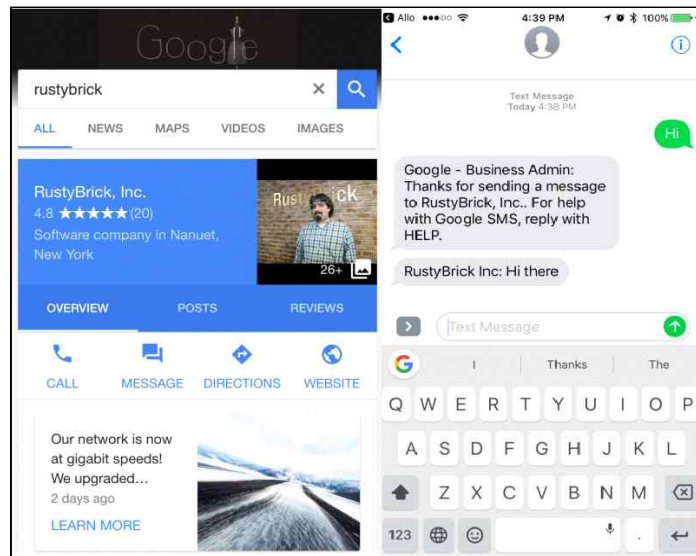 Google
rustybrick
ALL NEWS MAPS VIDEOS IMAGES
RustyBrick, Inc.
4.8 ★★★★★ (20)
Software company in Nanuet,
New York
26+
OVERVIEW POSTS REVIEWS
CALL MESSAGE DIRECTIONS WEBSITE
Our network is now
at gigabit speeds!
We upgraded...
2 days ago
LEARN MORE
Allo 4:39 PM 100%
Text Message
Today 4:38 PM
Hi
Google - Business Admin:
Thanks for sending a message
to RustyBrick, Inc.. For help
with Google SMS, reply with
HELP.
RustyBrick Inc: Hi there
Text Message
G I Thanks The
Q W E R T Y U I O P
A S D F G H J K L
Z X C V B N M
123 .